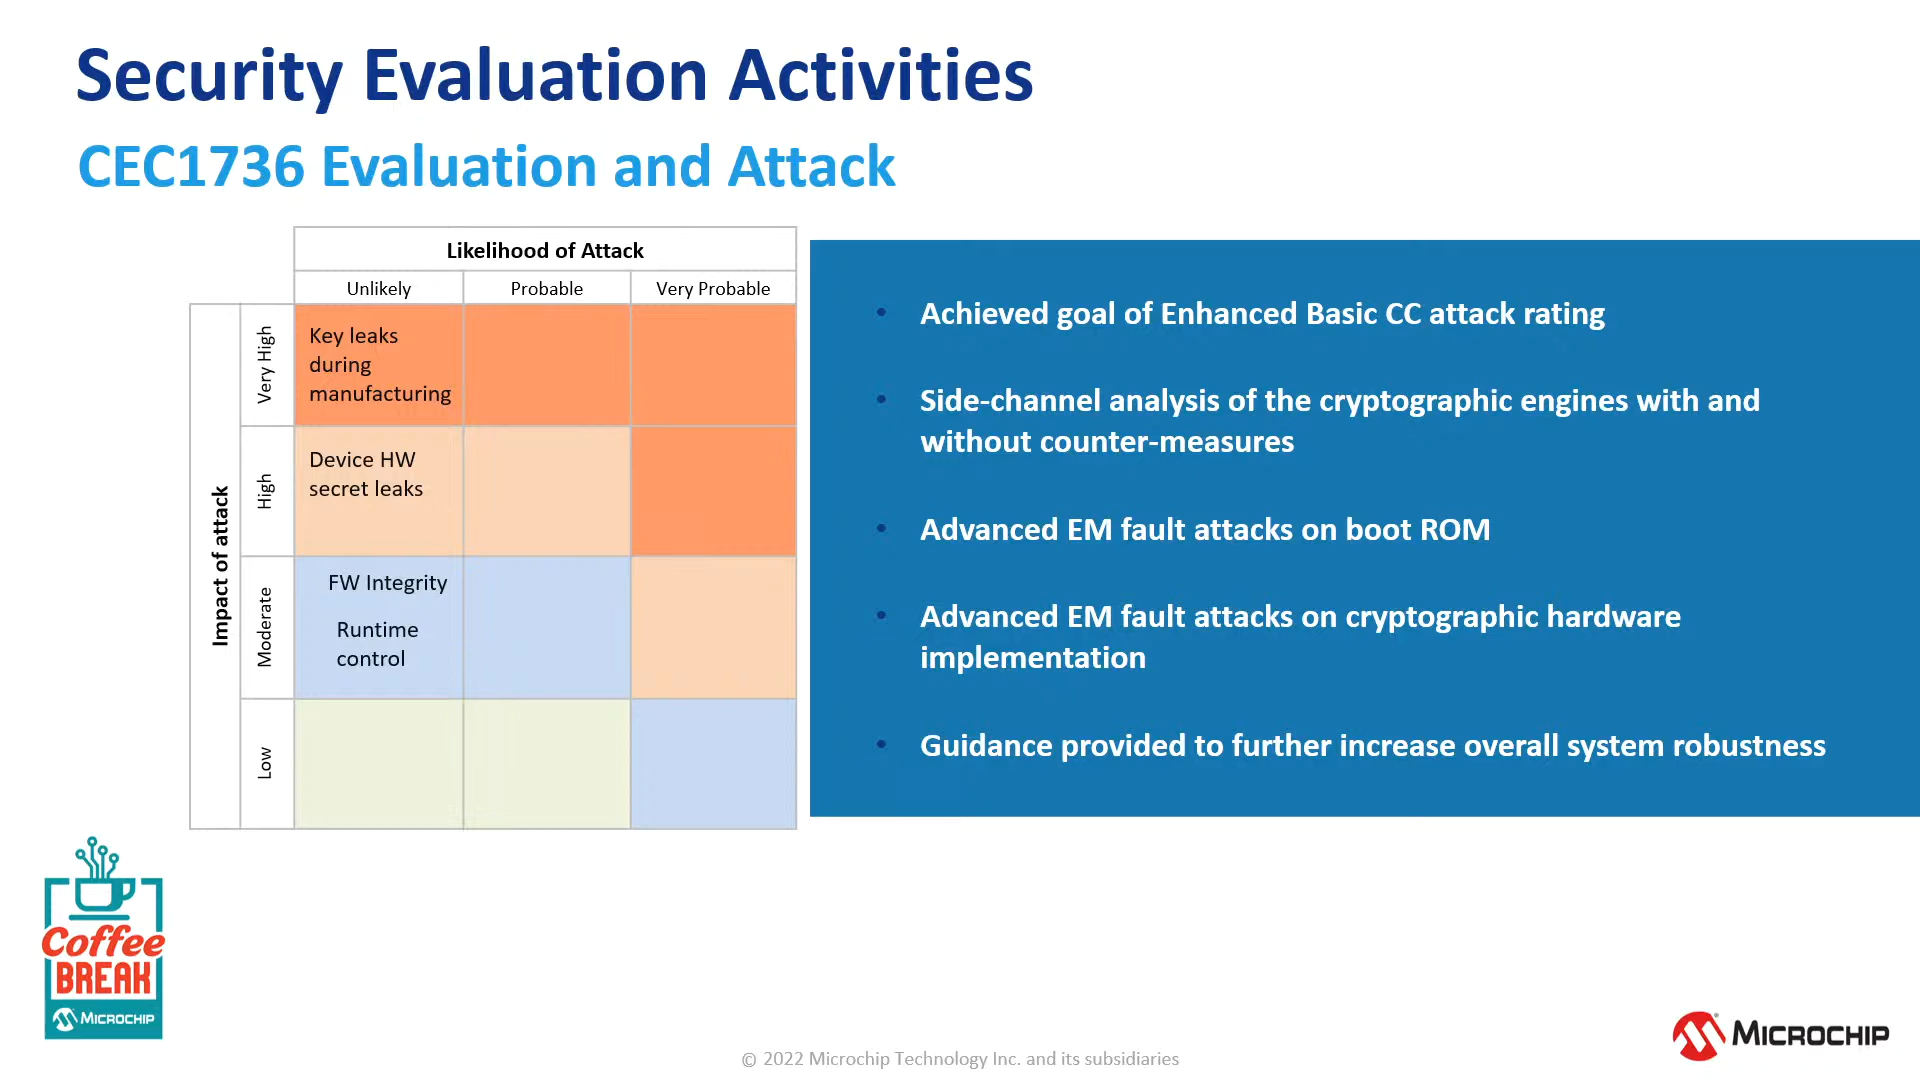 Security Evaluation Activities
CEC1736 Evaluation and Attack
Likelihood of Attack
Unlikely
Probable
Very Probable
Impact of attack
Very High
Key leaks
during
manufacturing
High
Device HW
secret leaks
Moderate
FW Integrity
Runtime
control
Low
• Achieved goal of Enhanced Basic CC attack rating
• Side-channel analysis of the cryptographic engines with and
without counter-measures
• Advanced EM fault attacks on boot ROM
• Advanced EM fault attacks on cryptographic hardware
implementation
• Guidance provided to further increase overall system robustness
Coffee
BREAK
MICROCHIP
MICROCHIP
© 2022 Microchip Technology Inc. and its subsidiaries